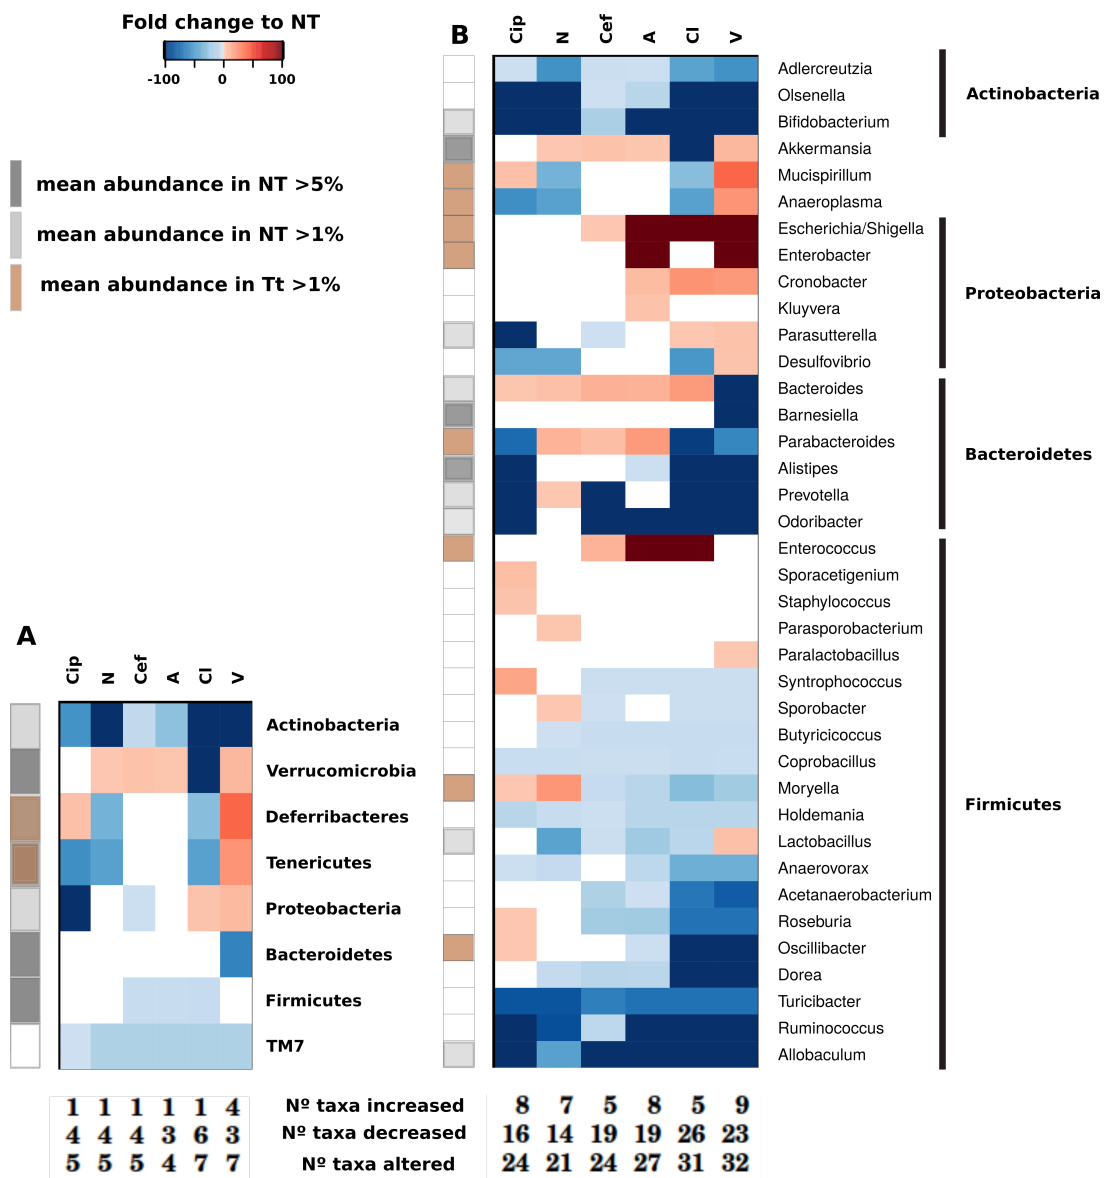 Fold change to NT
-100 0 100
mean abundance in NT >5%
mean abundance in NT >1%
mean abundance in Tt >1%
A
Cip N Cef A Cl V
Actinobacteria
Verrucomicrobia
Deferribacteres
Tenericutes
Proteobacteria
Bacteroidetes
Firmicutes
TM7
B
Cip N Cef A Cl V
Adlercreutzia
Olsenella
Bifidobacterium
Akkermansia
Mucispirillum
Anaeroplasma
Escherichia/Shigella
Enterobacter
Cronobacter
Kluyvera
Parasutterella
Desulfovibrio
Bacteroides
Barnesiella
Parabacteroides
Alistipes
Prevotella
Odoribacter
Enterococcus
Sporacetigenium
Staphylococcus
Parasporobacterium
Paralactobacillus
Syntrophococcus
Sporobacter
Butyricicoccus
Coprobacillus
Moryella
Holdemania
Lactobacillus
Anaerovorax
Acetanaerobacterium
Roseburia
Oscillibacter
Dorea
Turicibacter
Ruminococcus
Allobaculum
Actinobacteria
Proteobacteria
Bacteroidetes
Firmicutes
1 1 1 1 1 4 Nº taxa increased 8 7 5 8 5 9
4 4 4 3 6 3 Nº taxa decreased 16 14 19 19 26 23
5 5 5 4 7 7 Nº taxa altered 24 21 24 27 31 32